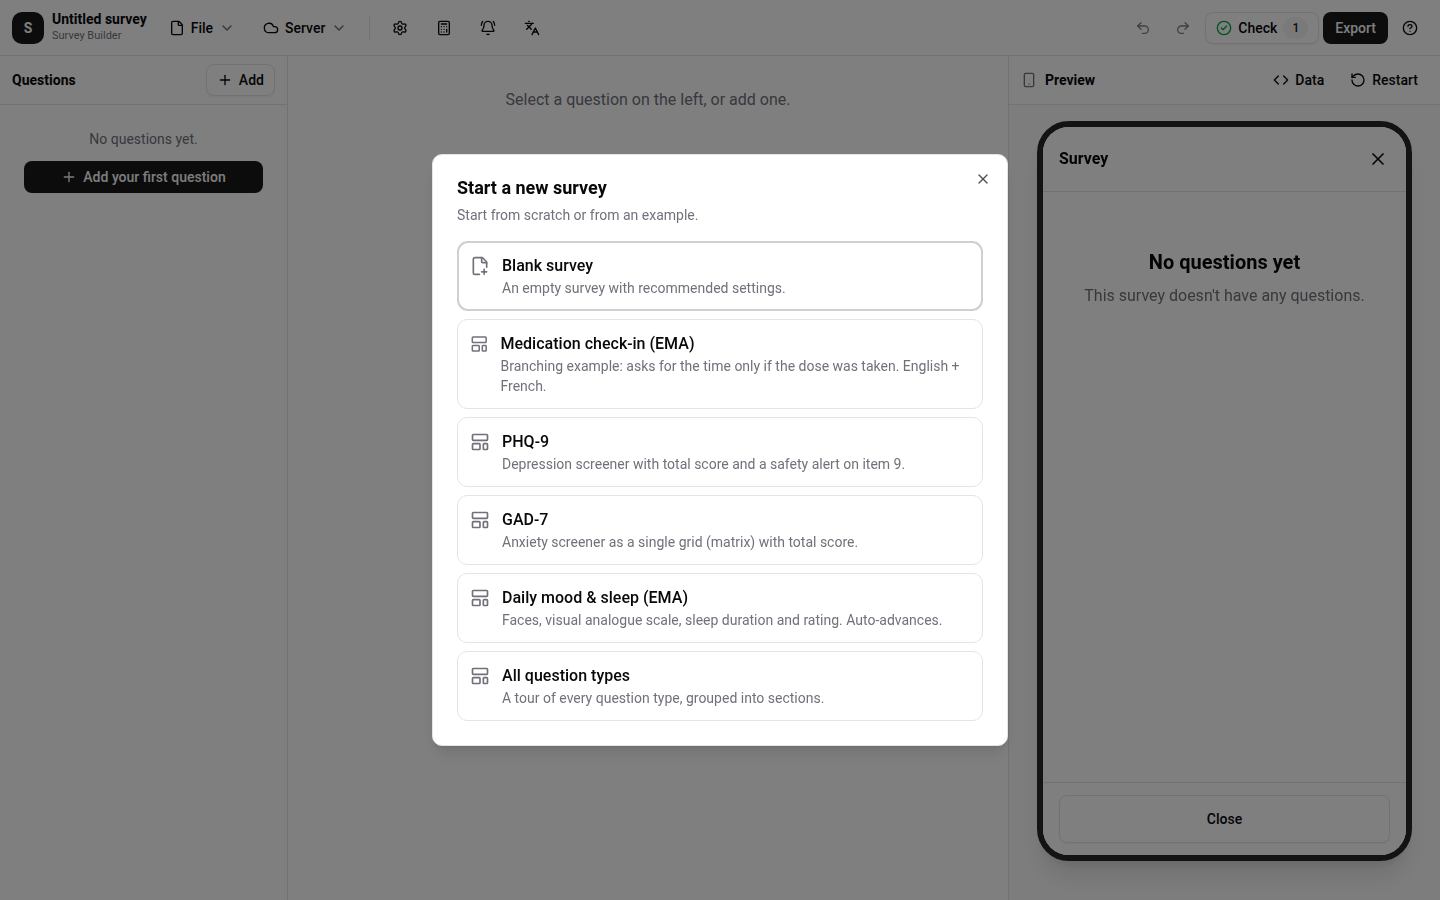 S
Untitled survey
Survey Builder
File
Server
Check 1
Export
Questions
Add
No questions yet.
Add your first question
Select a question on the left, or add one.
Start a new survey
Start from scratch or from an example.
Blank survey
An empty survey with recommended settings.
Medication check-in (EMA)
Branching example: asks for the time only if the dose was taken. English +
French.
PHQ-9
Depression screener with total score and a safety alert on item 9.
GAD-7
Anxiety screener as a single grid (matrix) with total score.
Daily mood & sleep (EMA)
Faces, visual analogue scale, sleep duration and rating. Auto-advances.
All question types
A tour of every question type, grouped into sections.
Preview
Data
Restart
Survey
No questions yet
This survey doesn't have any questions.
Close